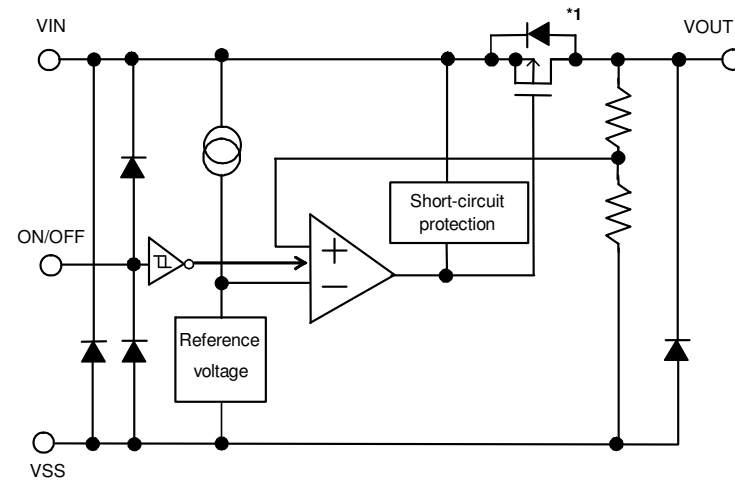 *1
VIN
VOUT
Short-circuit
protection
ON/OFF
+
−
Reference
voltage
VSS